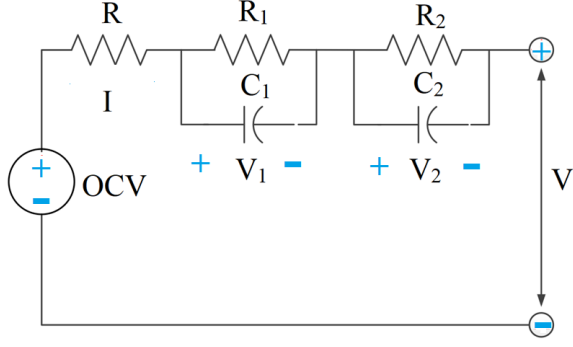 R
R₁
R₂
I
C₁
C₂
+ V₁ -
+ V₂ -
+
-
OCV
V
+
-